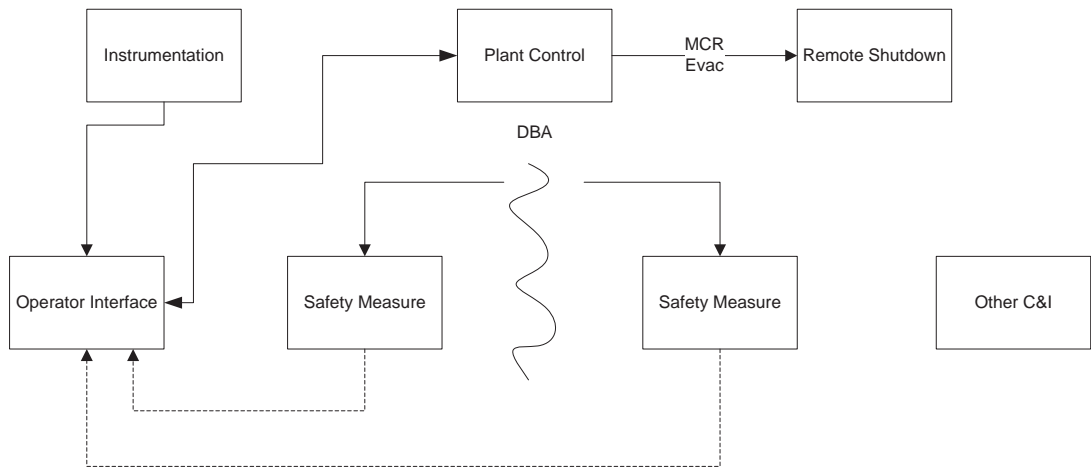 Instrumentation
Plant Control
MCR
Evac
Remote Shutdown
DBA
Operator Interface
Safety Measure
Safety Measure
Other C&I